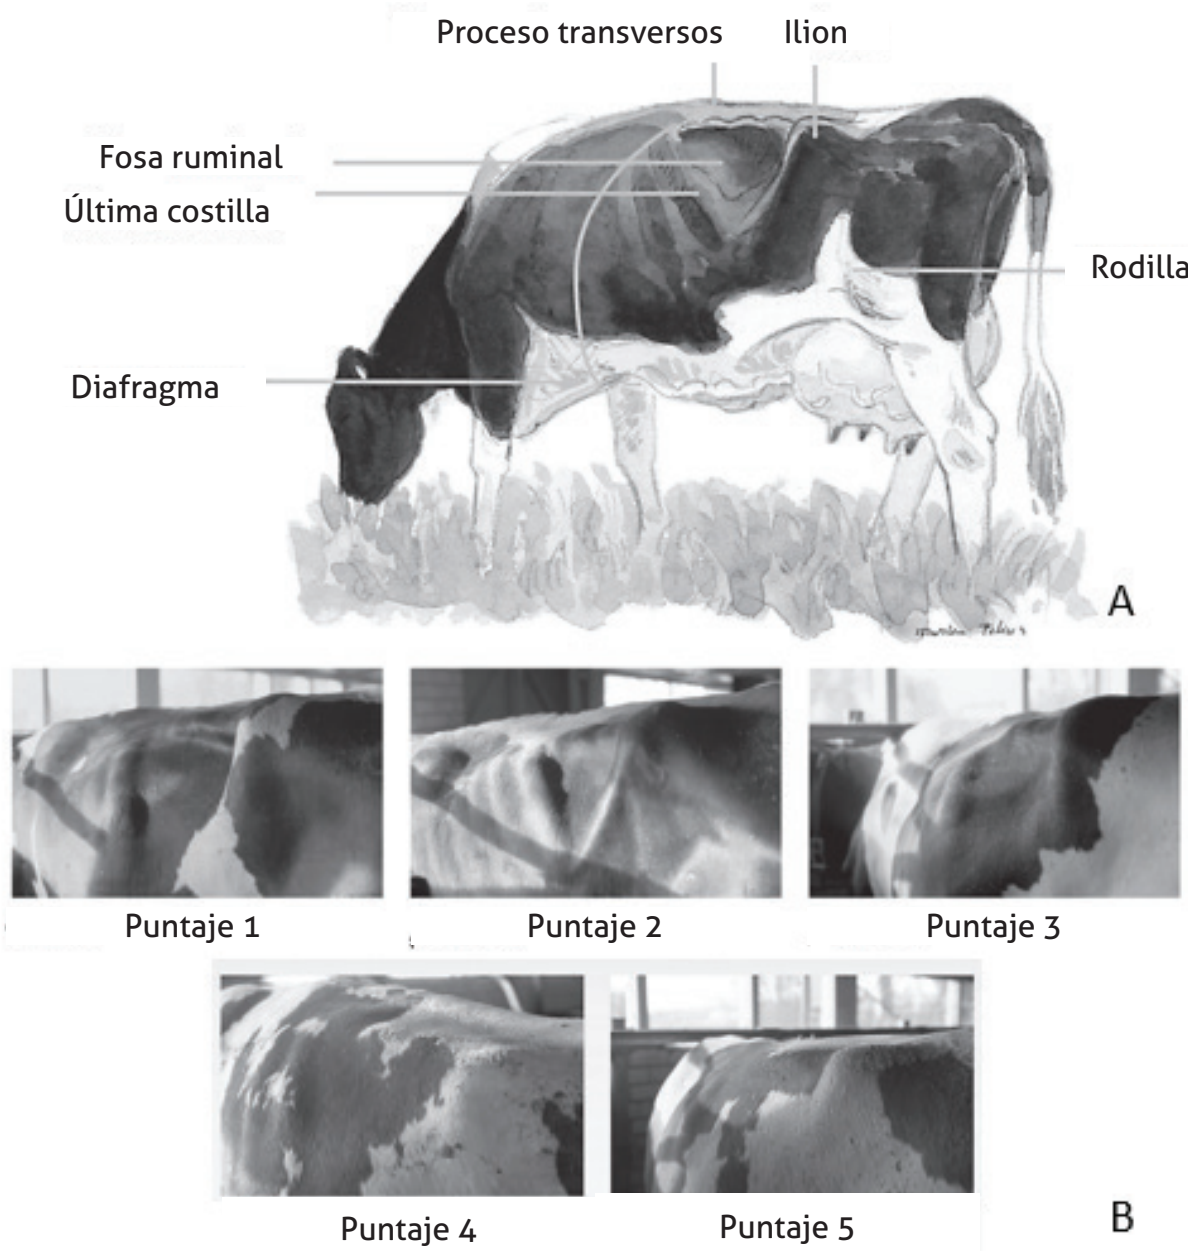 Proceso transversos
Ilion
Fosa ruminal
Última costilla
Rodilla
Diafragma
A
Puntaje 1
Puntaje 2
Puntaje 3
Puntaje 4
Puntaje 5
B